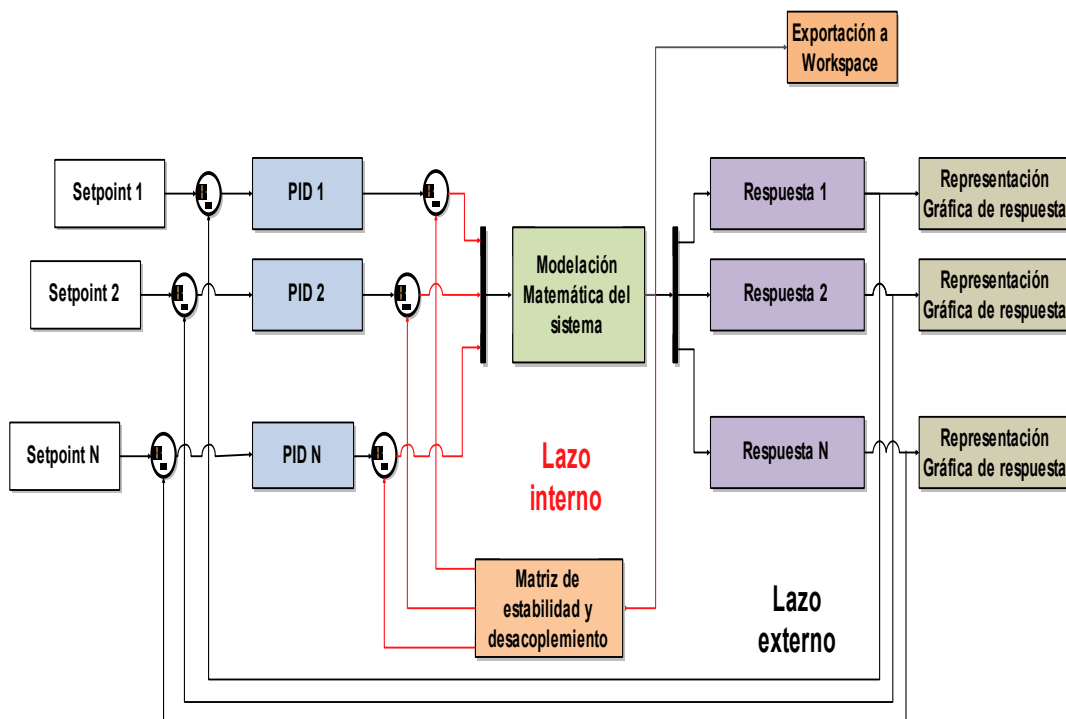 Exportación a
Workspace
Setpoint 1
PID 1
Respuesta 1
Representación
Gráfica de respuesta
Setpoint 2
PID 2
Modelación
Matemática del
sistema
Respuesta 2
Representación
Gráfica de respuesta
Setpoint N
PID N
Respuesta N
Representación
Gráfica de respuesta
Lazo
interno
Matriz de
estabilidad y
desacoplemiento
Lazo
externo